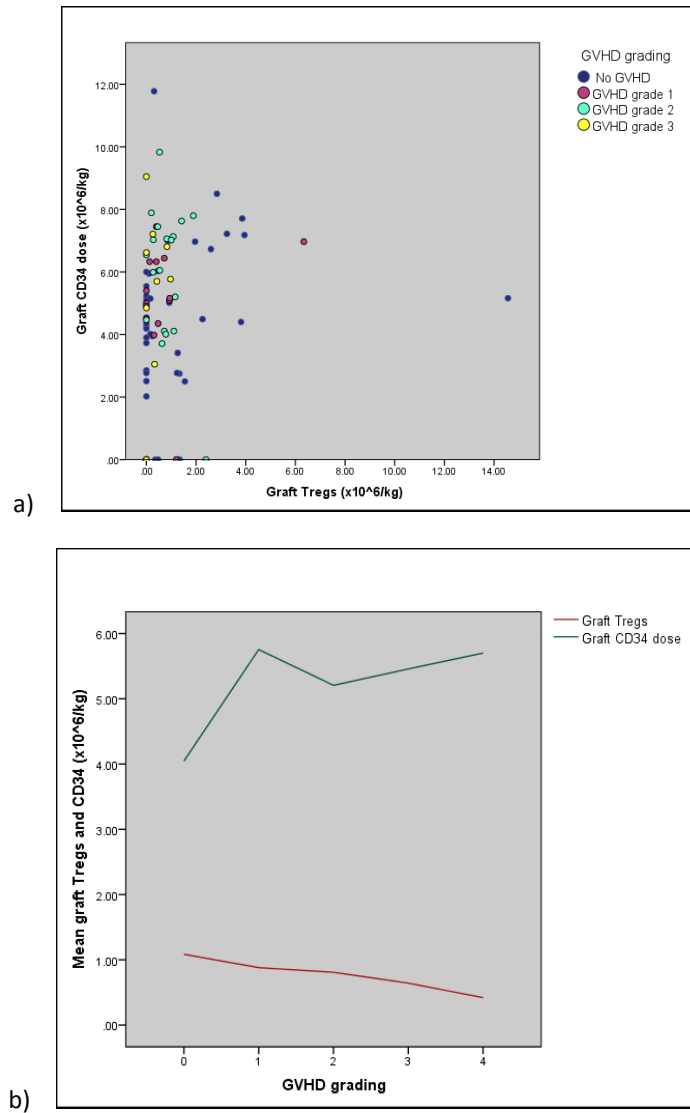 GVHD grading
No GVHD
GVHD grade 1
GVHD grade 2
GVHD grade 3
12.00
10.00
8.00
6.00
4.00
2.00
.00
Graft CD34 dose (x10^6/kg)
.00 2.00 4.00 6.00 8.00 10.00 12.00 14.00
Graft Tregs (x10^6/kg)
a)
Graft Tregs
Graft CD34 dose
6.00
5.00
4.00
3.00
2.00
1.00
.00
Mean graft Tregs and CD34 (x10^6/kg)
0 1 2 3 4
GVHD grading
b)